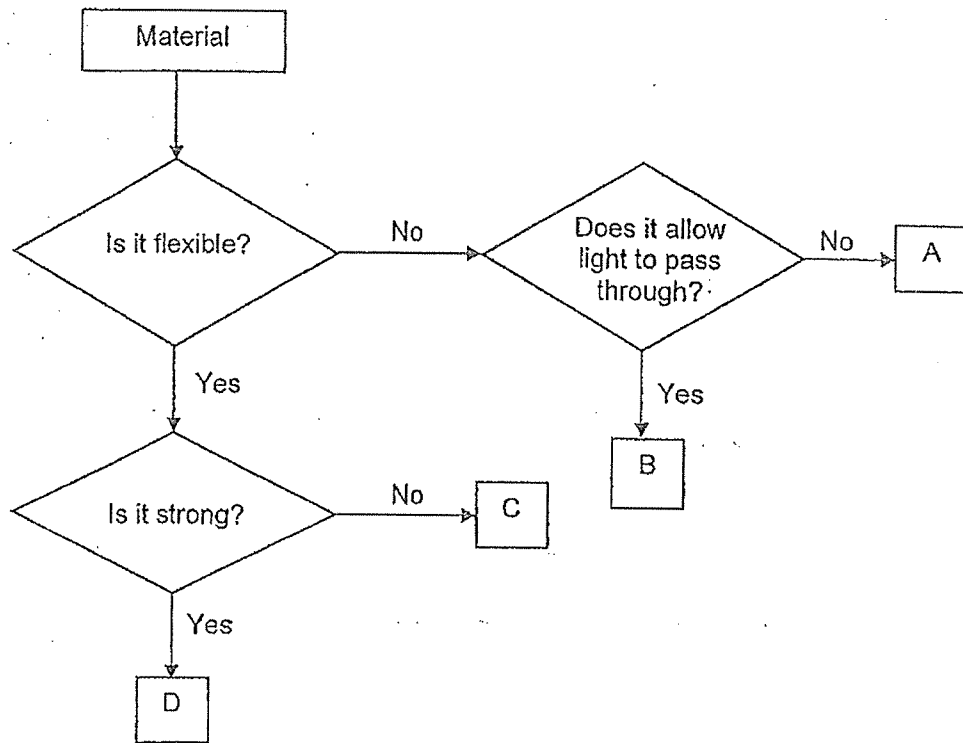 Material
Is it flexible?
No
Does it allow
light to pass
through?
No
A
Yes
Yes
B
Is it strong?
No
C
Yes
D